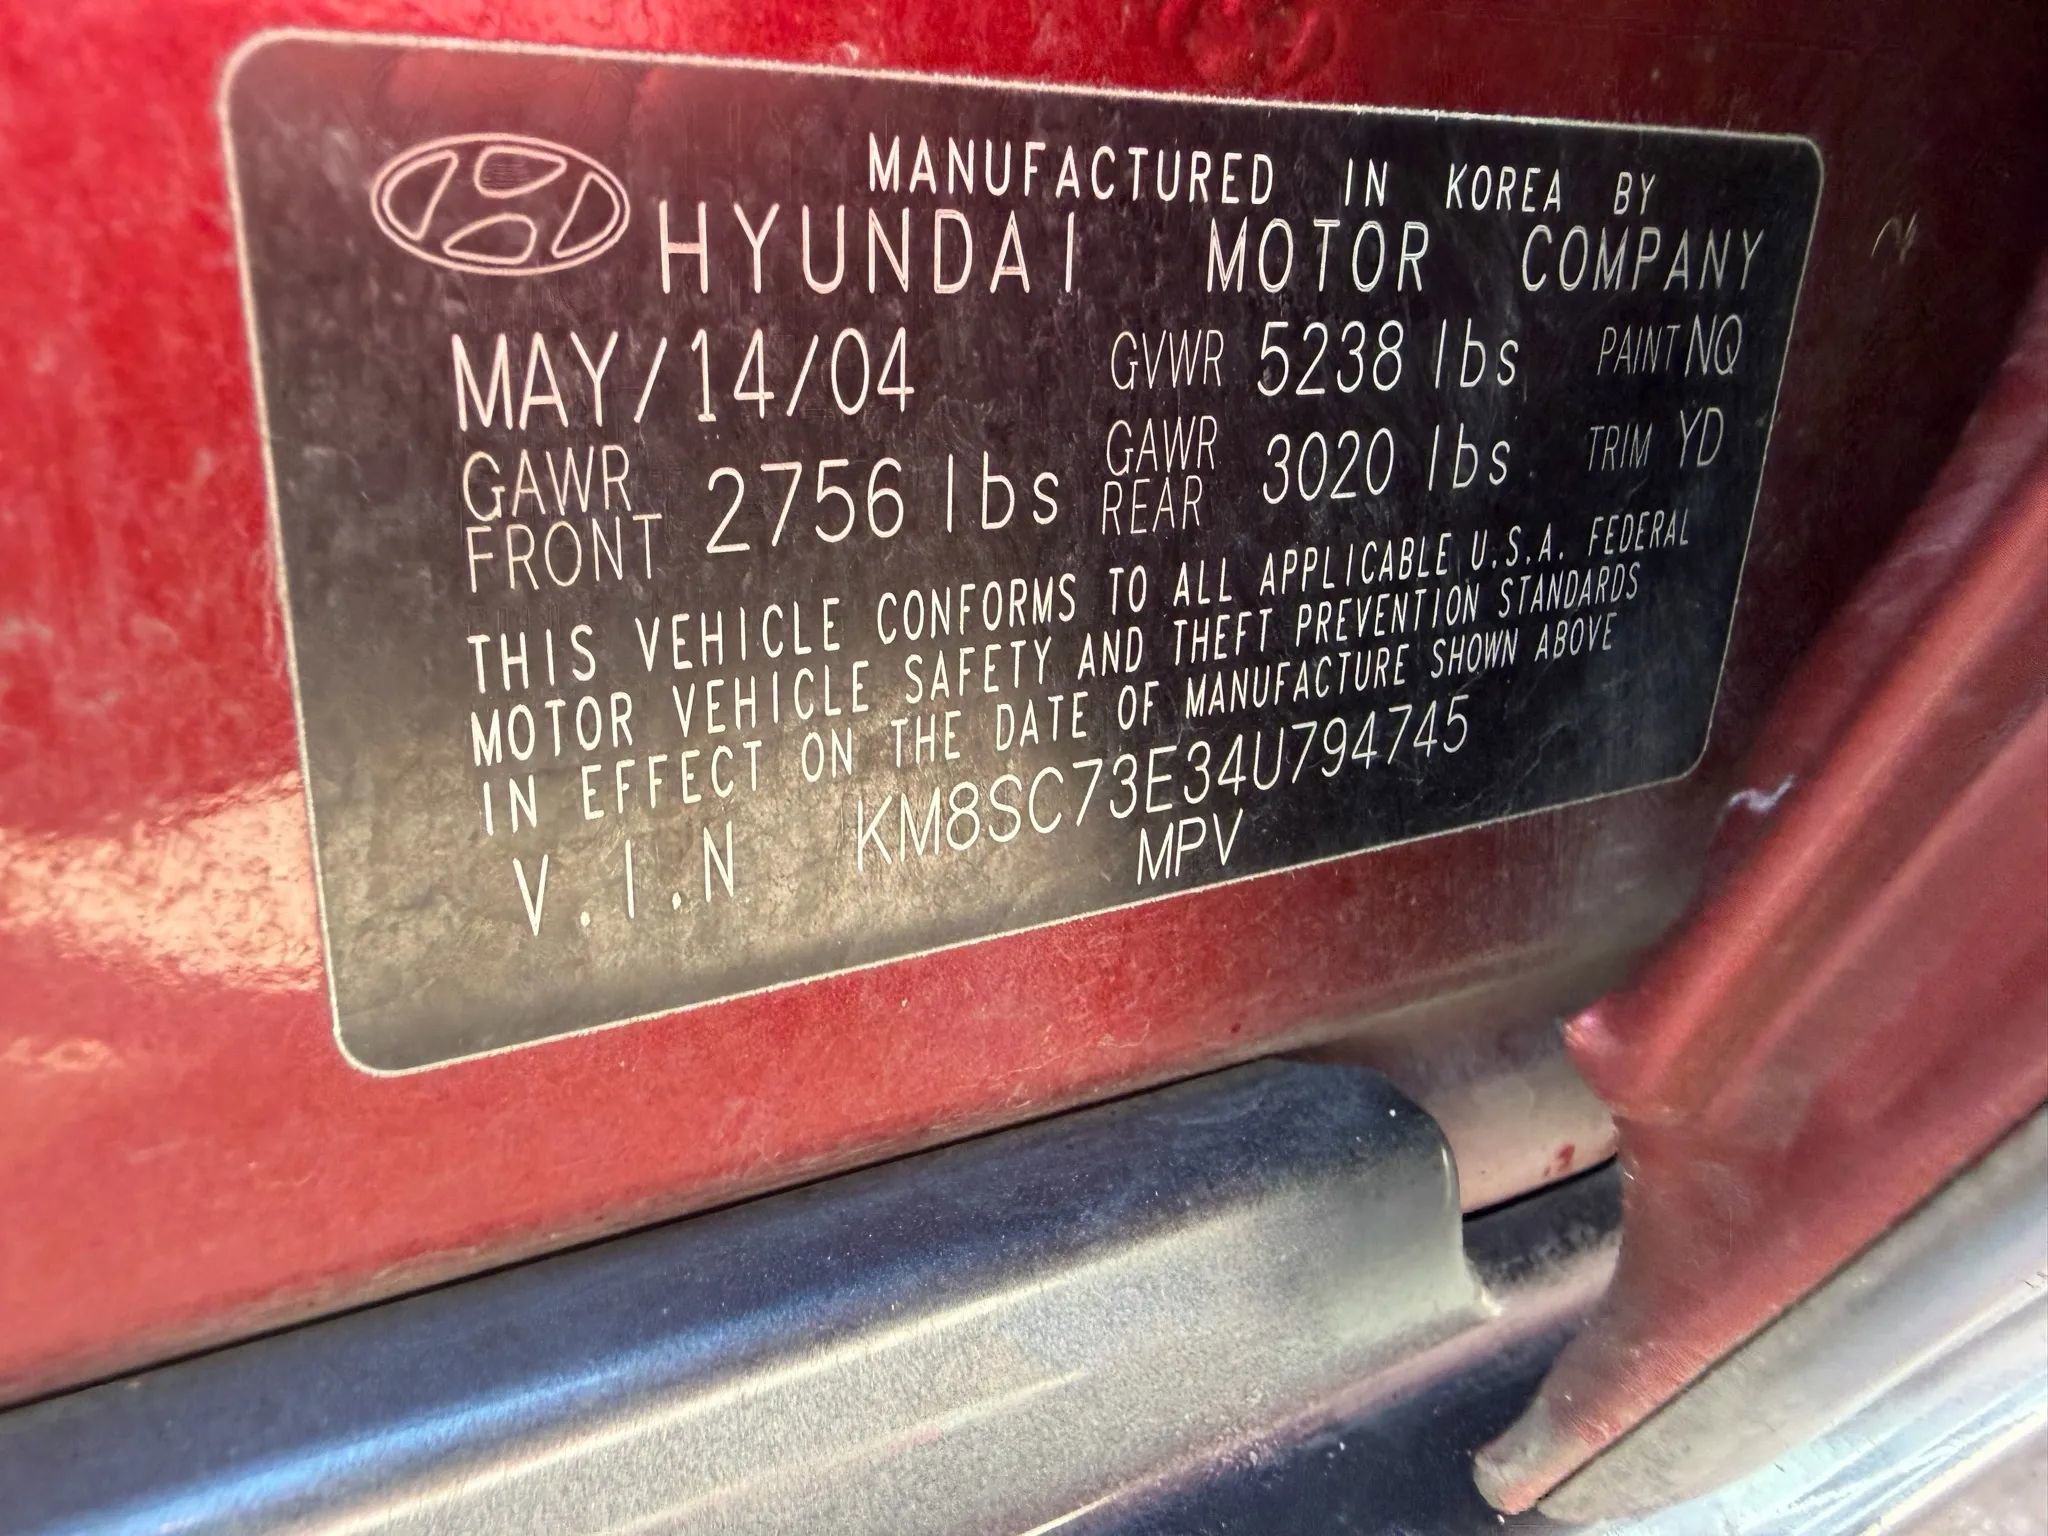 MANUFACTURED IN KOREA BY
HYUNDAI MOTOR COMPANY
MAY/14/04 GVWR 5238 lbs PAINT NQ
GAWR FRONT 2756 lbs GAWR REAR 3020 lbs TRIM YD
THIS VEHICLE CONFORMS TO ALL APPLICABLE U.S.A. FEDERAL
MOTOR VEHICLE SAFETY AND THEFT PREVENTION STANDARDS
IN EFFECT ON THE DATE OF MANUFACTURE SHOWN ABOVE
V.I.N KM8SC73E34U794745
MPV